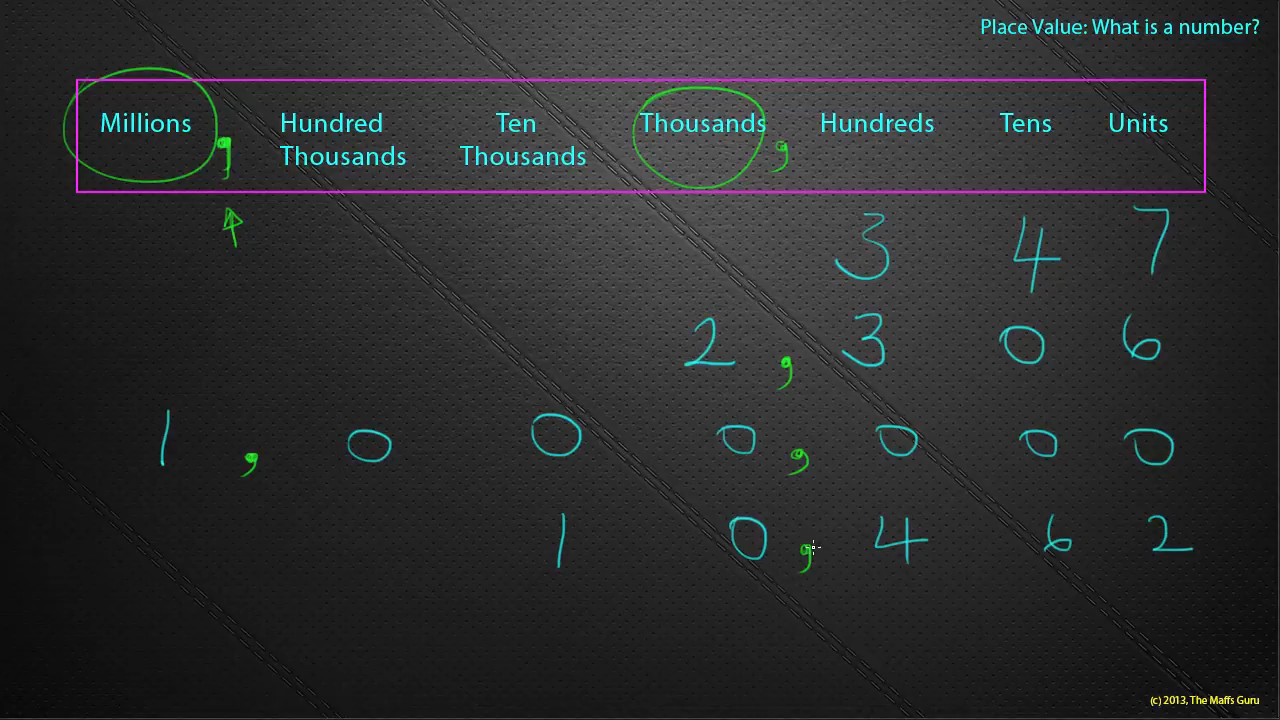 Place Value: What is a number?
Millions , Hundred Thousands Ten Thousands Thousands , Hundreds Tens Units
3 4 7
2 , 3 0 6
1 , 0 0 0 , 0 0 0
1 0 , 4 6 2
(c) 2013, The Maffs Guru